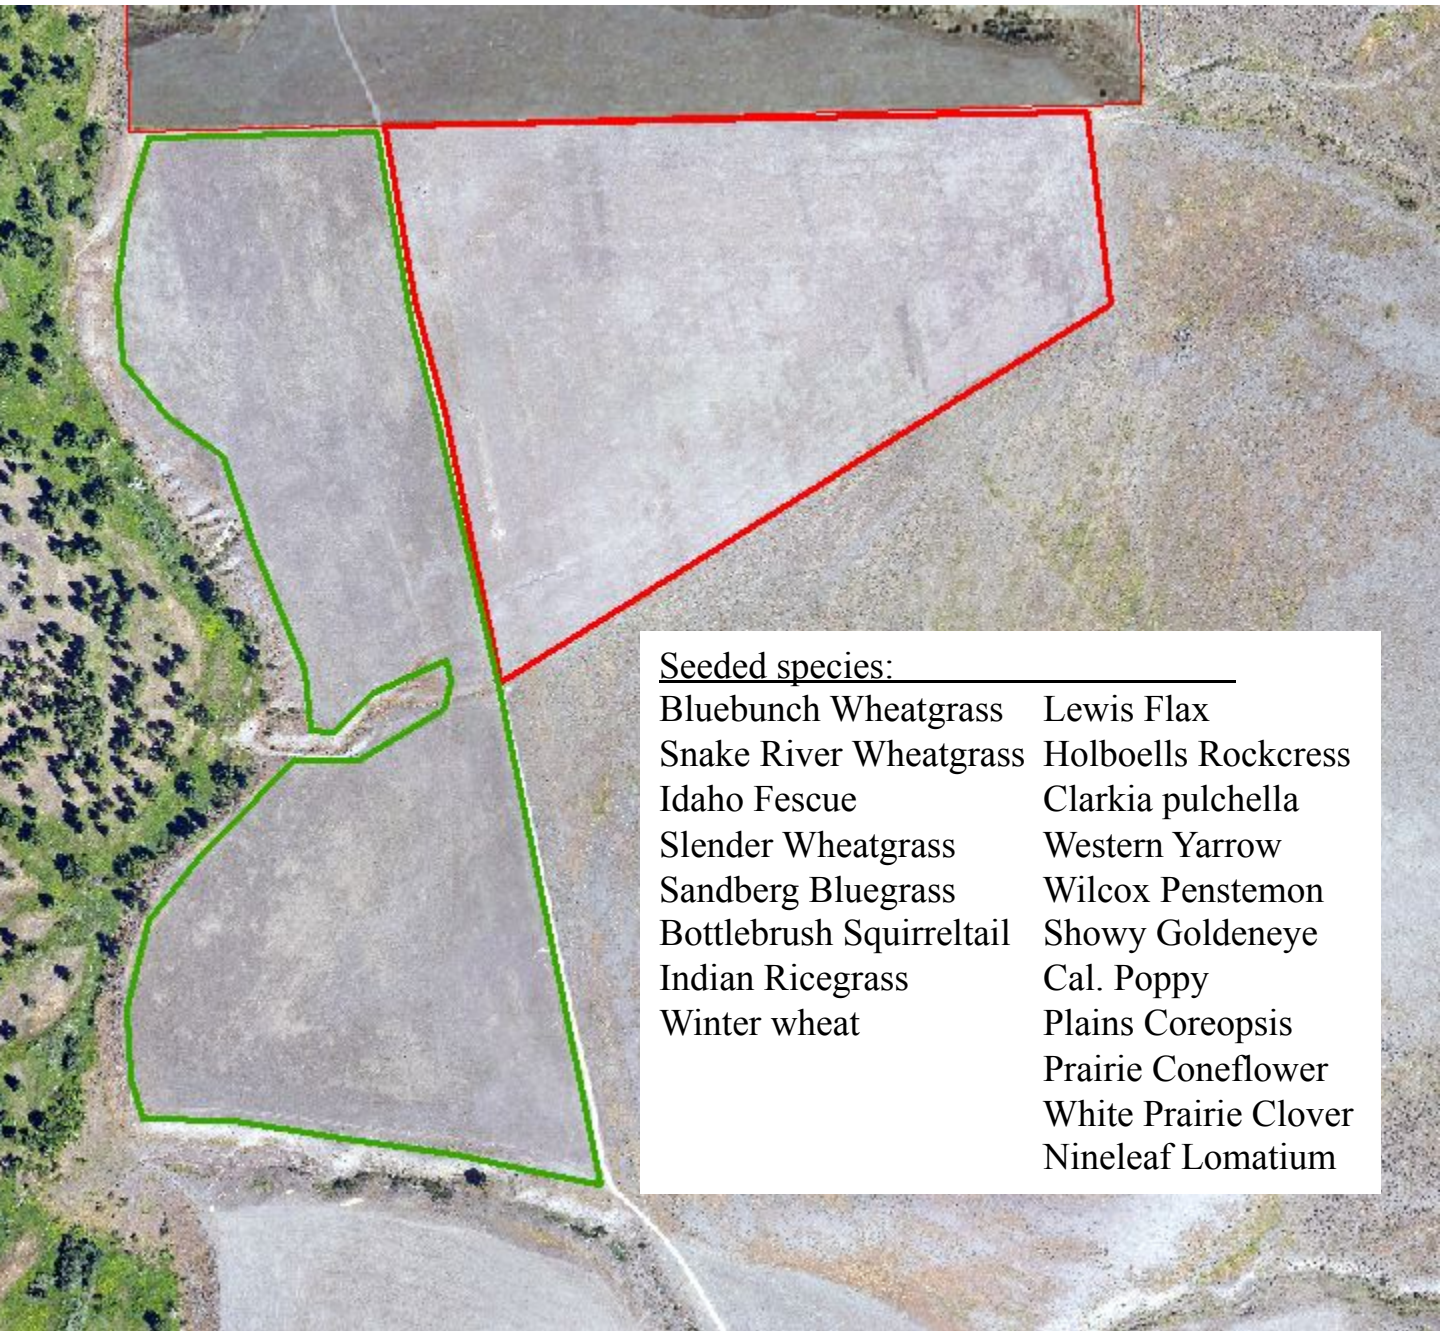 Seeded species:
Bluebunch Wheatgrass
Snake River Wheatgrass
Idaho Fescue
Slender Wheatgrass
Sandberg Bluegrass
Bottlebrush Squirreltail
Indian Ricegrass
Winter wheat
Lewis Flax
Holboells Rockcress
Clarkia pulchella
Western Yarrow
Wilcox Penstemon
Showy Goldeneye
Cal. Poppy
Plains Coreopsis
Prairie Coneflower
White Prairie Clover
Nineleaf Lomatium